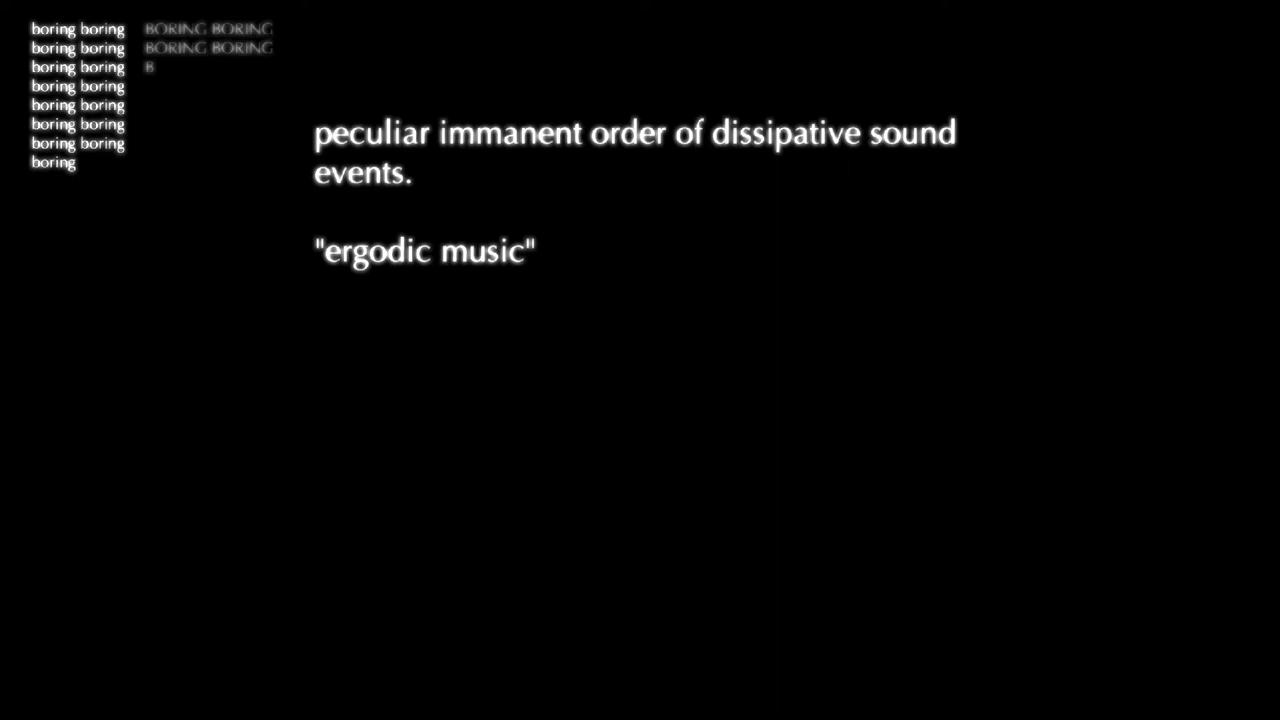 boring boring
boring boring
boring boring
boring boring
boring boring
boring boring
boring boring
boring
BORING BORING
BORING BORING
B
peculiar immanent order of dissipative sound
events.
"ergodic music"